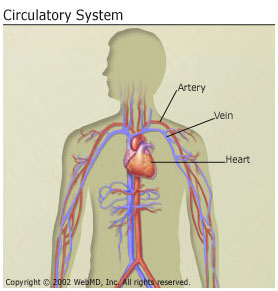 Circulatory System
Artery
Vein
Heart
Copyright © 2002 WebMD, Inc. All rights reserved.